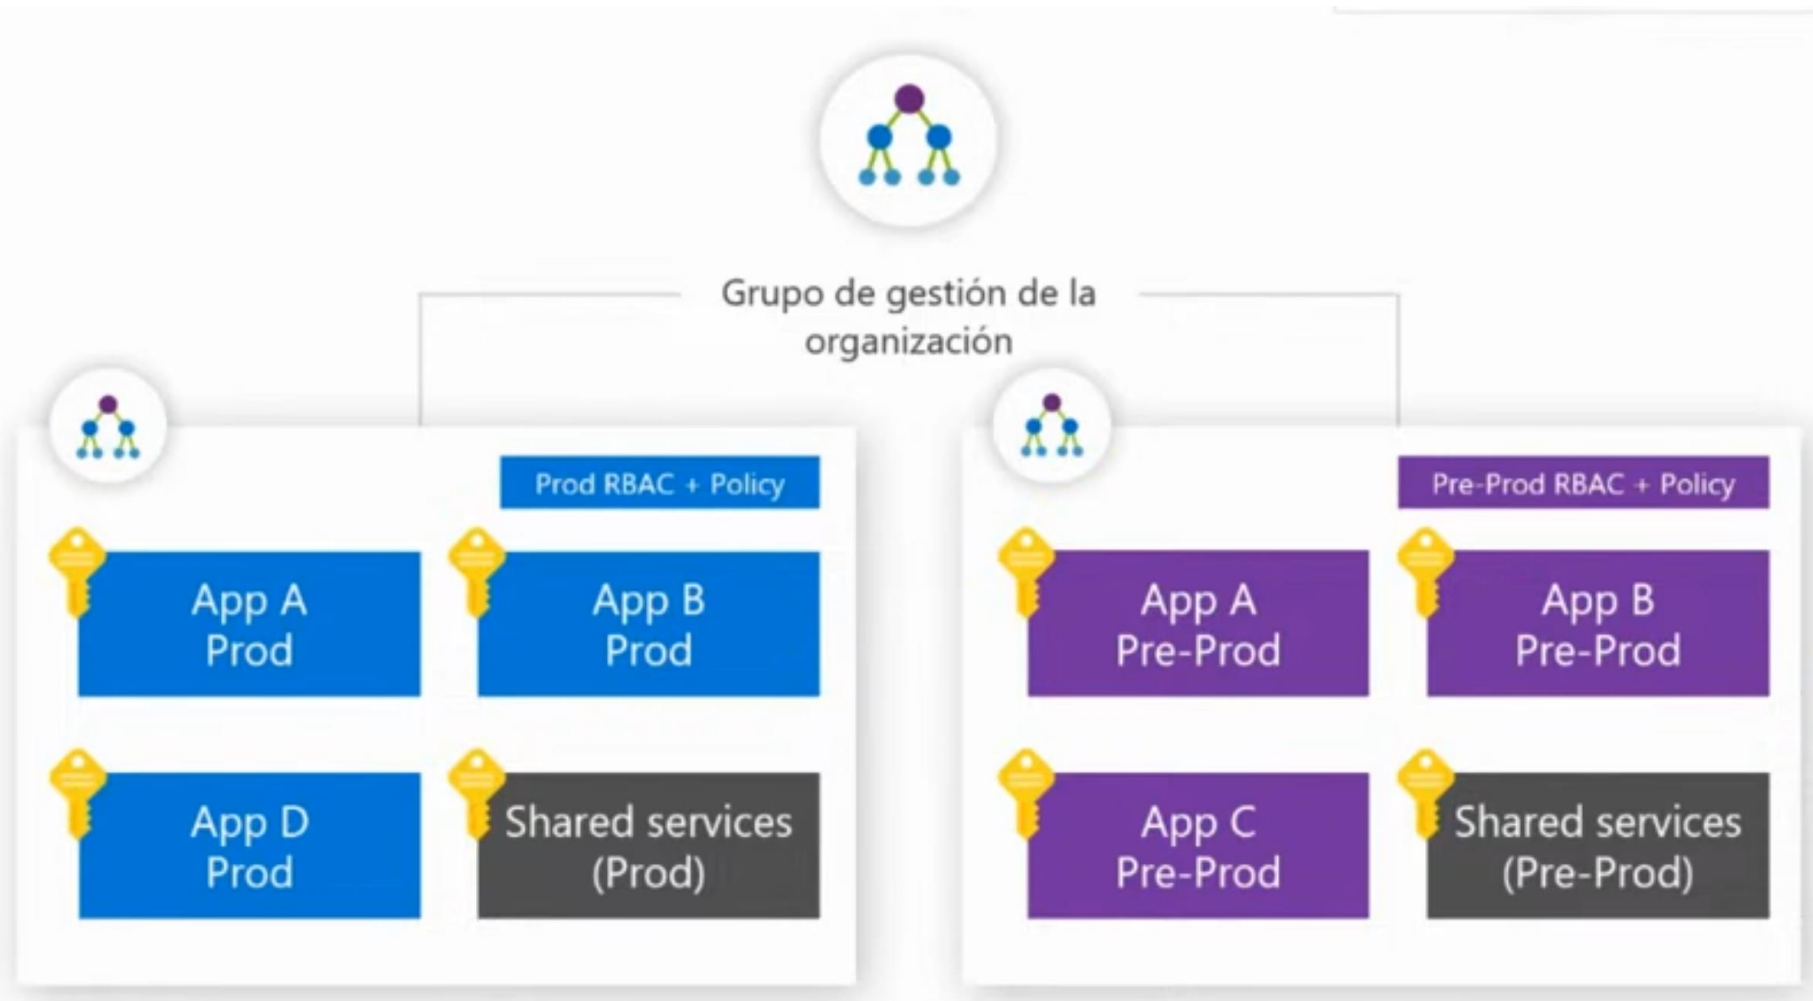 Grupo de gestión de la
organización
Prod RBAC + Policy
App A
Prod
App B
Prod
App D
Prod
Shared services
(Prod)
Pre-Prod RBAC + Policy
App A
Pre-Prod
App B
Pre-Prod
App C
Pre-Prod
Shared services
(Pre-Prod)